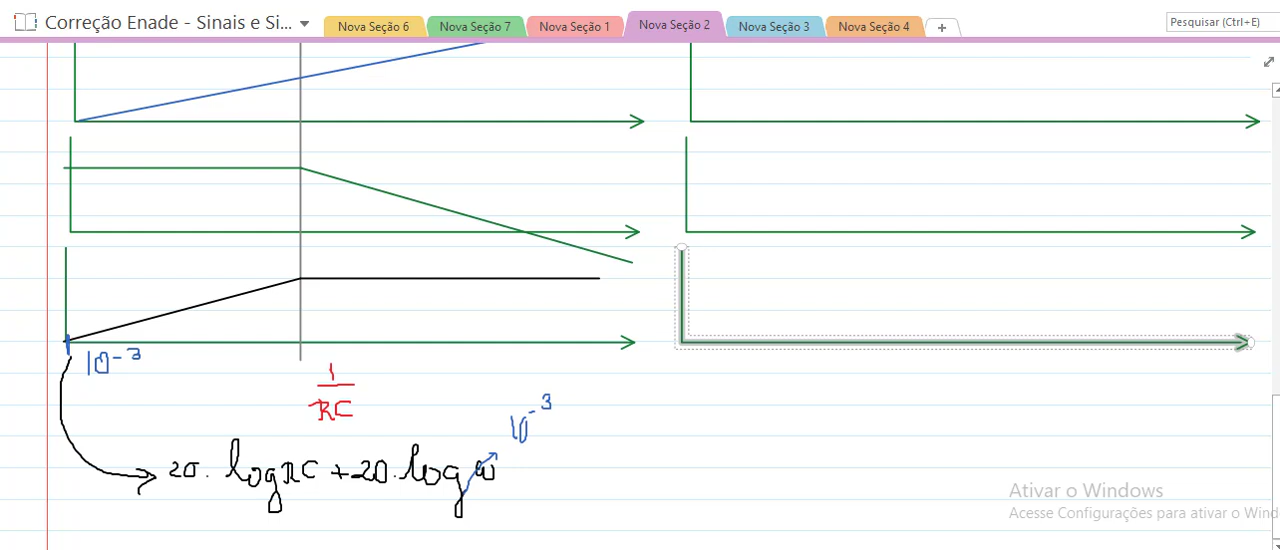 Correção Enade - Sinais e Si...
Nova Seção 6
Nova Seção 7
Nova Seção 1
Nova Seção 2
Nova Seção 3
Nova Seção 4
+
Pesquisar (Ctrl+E)
10⁻³
1
RC
10⁻³
20. log RC + 20. log ω
Ativar o Windows
Acesse Configurações para ativar o Wind